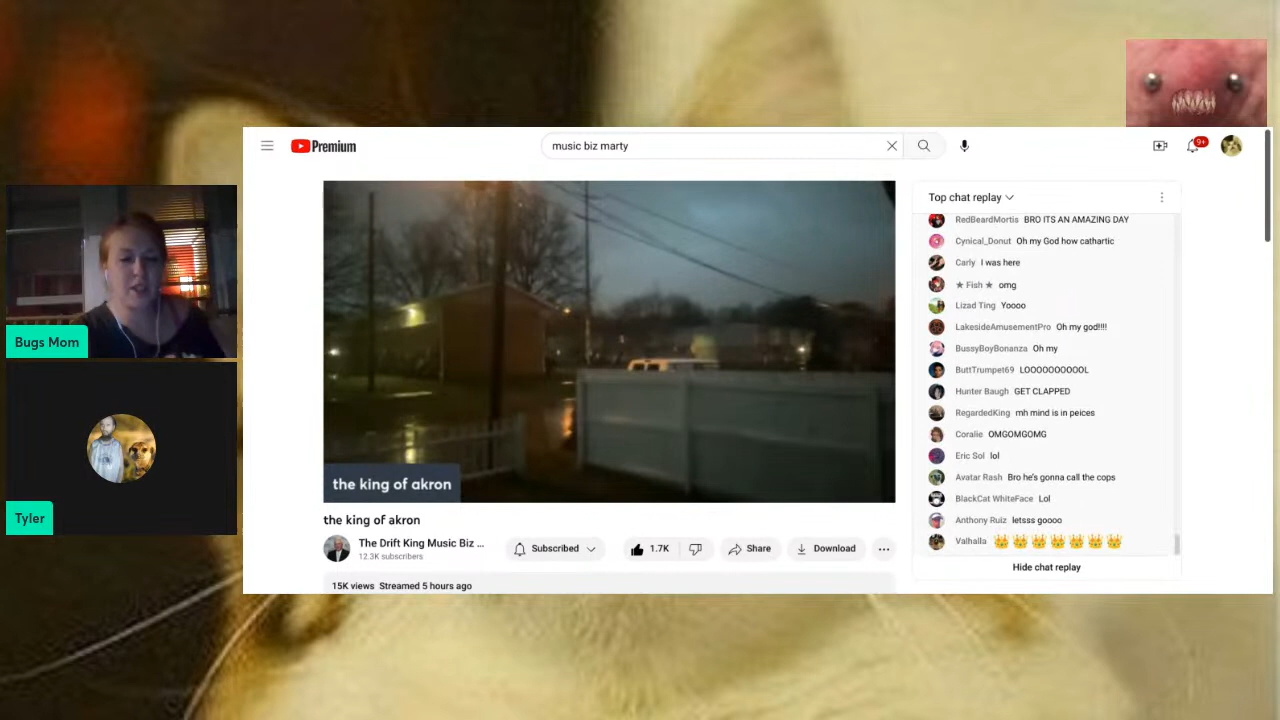 Premium
music biz marty
9+
Top chat replay
RedBeardMortis BRO ITS AN AMAZING DAY
Cynical_Donut Oh my God how cathartic
Carly I was here
★ Fish ★ omg
Lizad Ting Yoooo
LakesideAmusementPro Oh my god!!!!
BussyBoyBonanza Oh my
ButtTrumpet69 LOOOOOOOOOL
Hunter Baugh GET CLAPPED
RegardedKing mh mind is in peices
Coralie OMGOMGOMG
Eric Sol lol
Avatar Rash Bro he's gonna call the cops
BlackCat WhiteFace Lol
Anthony Ruiz letsss goooo
Valhalla 👑 👑 👑 👑 👑 👑 👑
Hide chat replay
the king of akron
the king of akron
The Drift King Music Biz ...
12.3K subscribers
Subscribed
1.7K
Share
Download
15K views Streamed 5 hours ago
Bugs Mom
Tyler